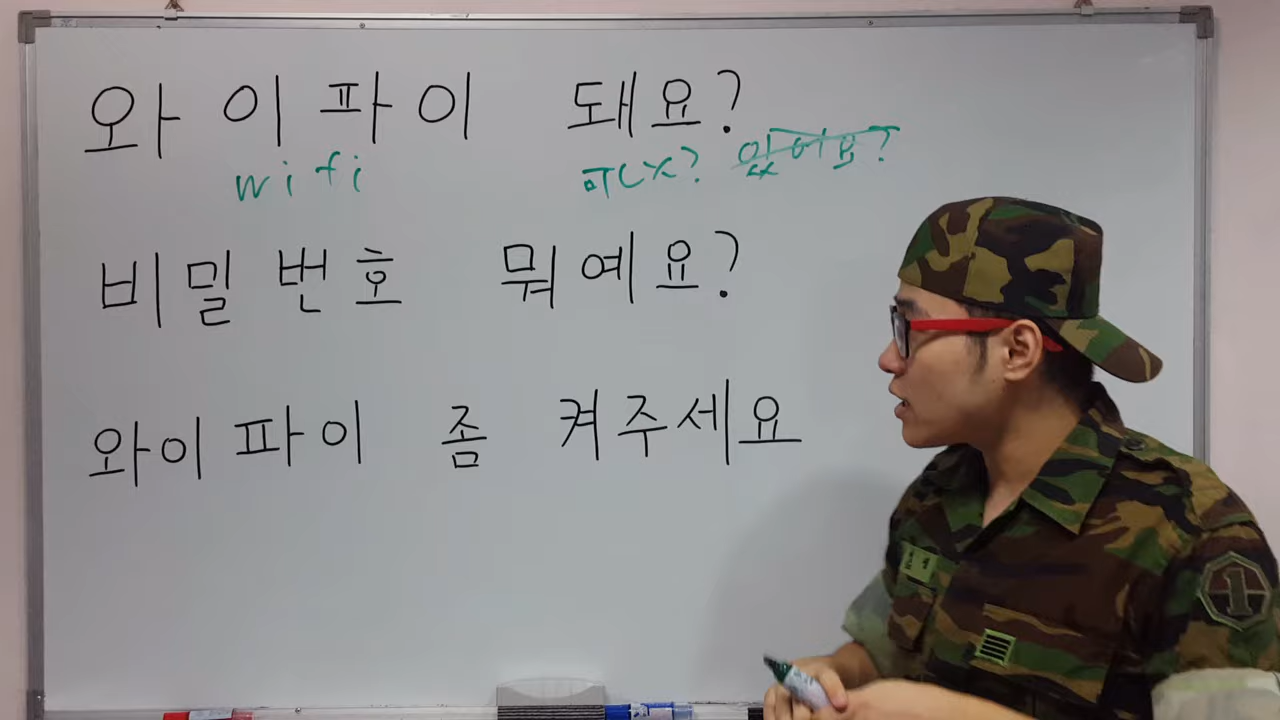 와이파이 돼요?
wifi 있어요?
비밀번호 뭐예요?
와이파이 좀 켜주세요
1